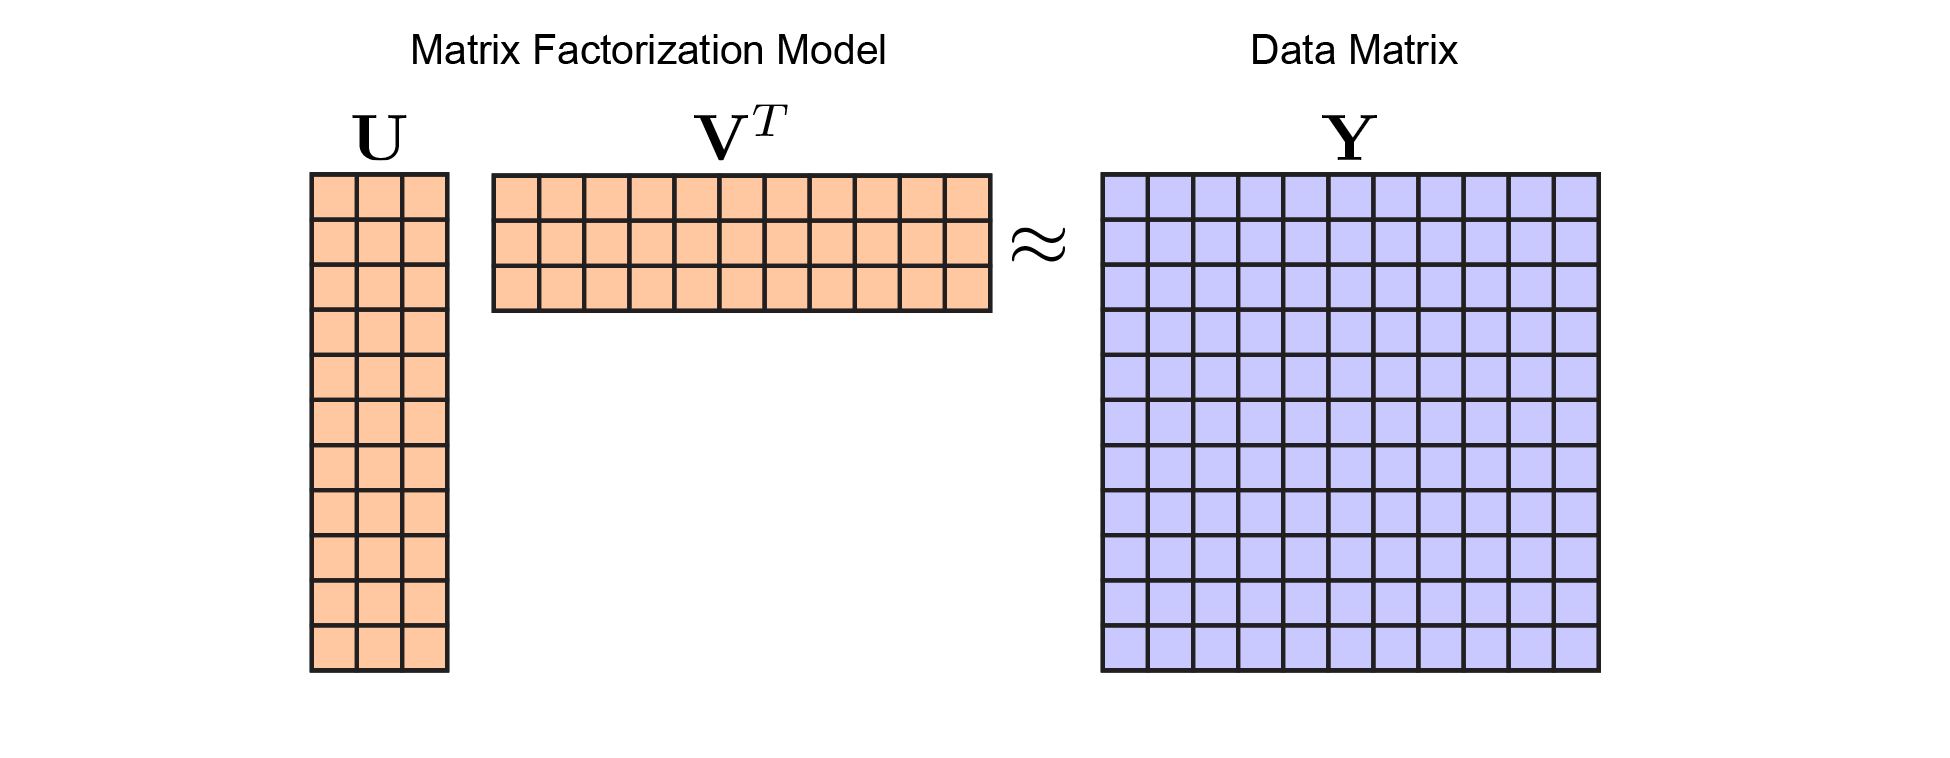 Matrix Factorization Model
Data Matrix
U
V^T
Y
≈